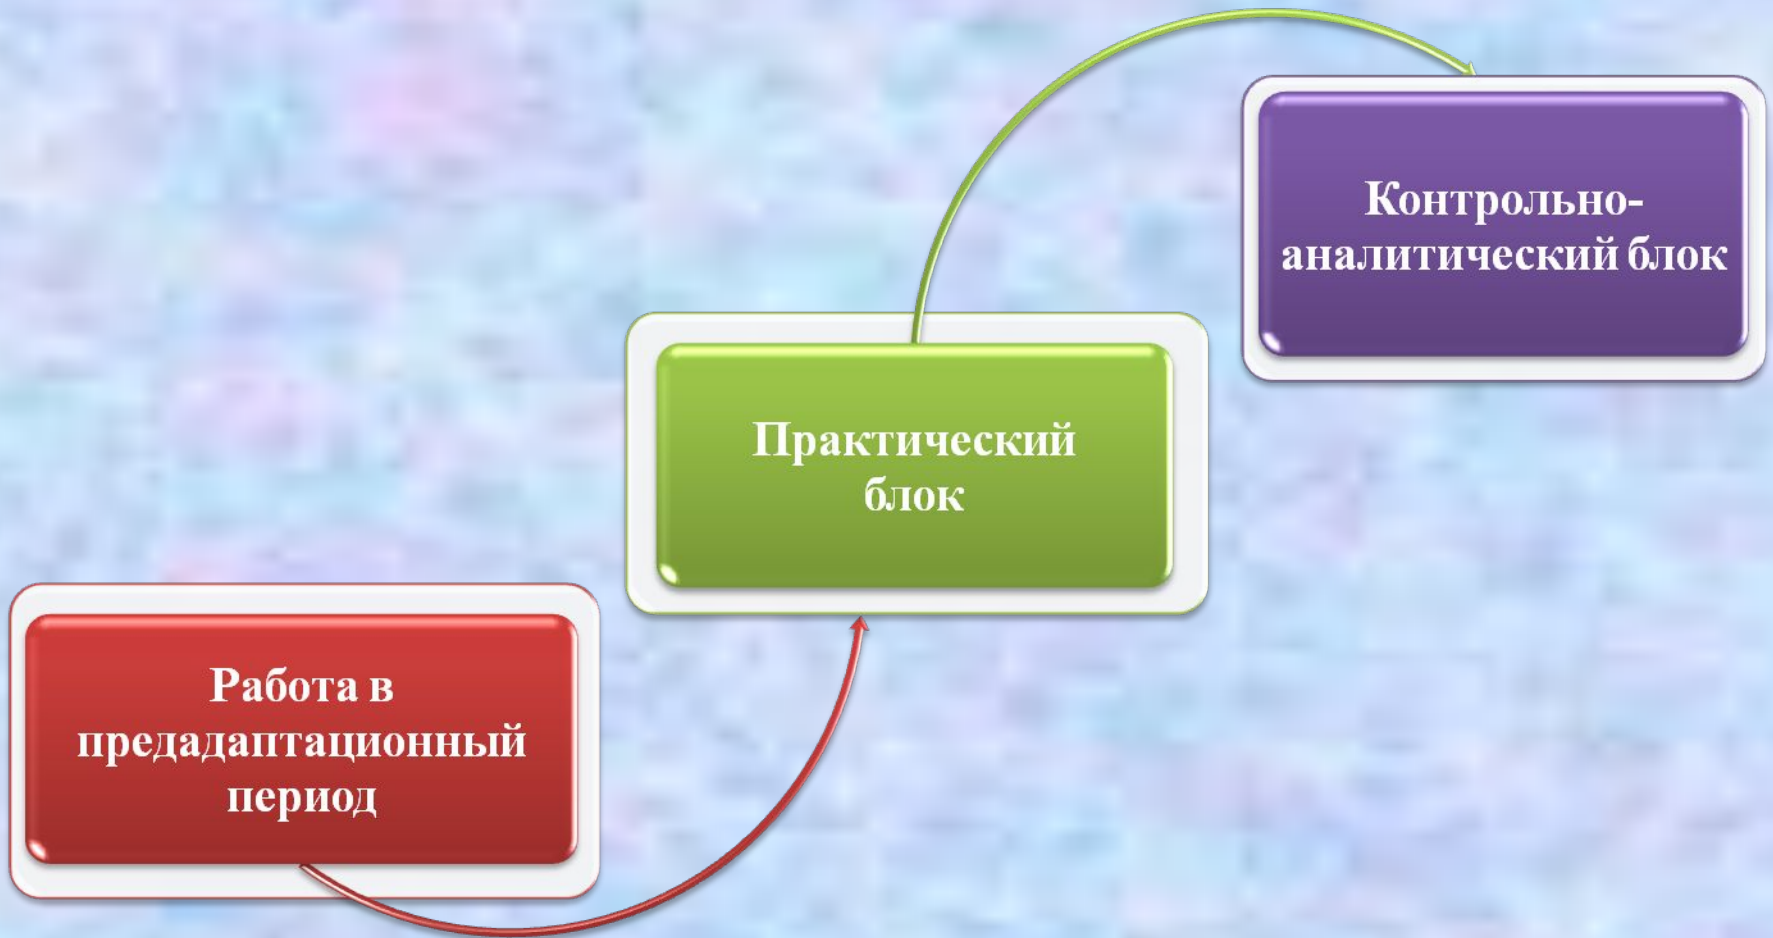 Контрольно-
аналитический блок
Практический
блок
Работа в
предадаптационный
период